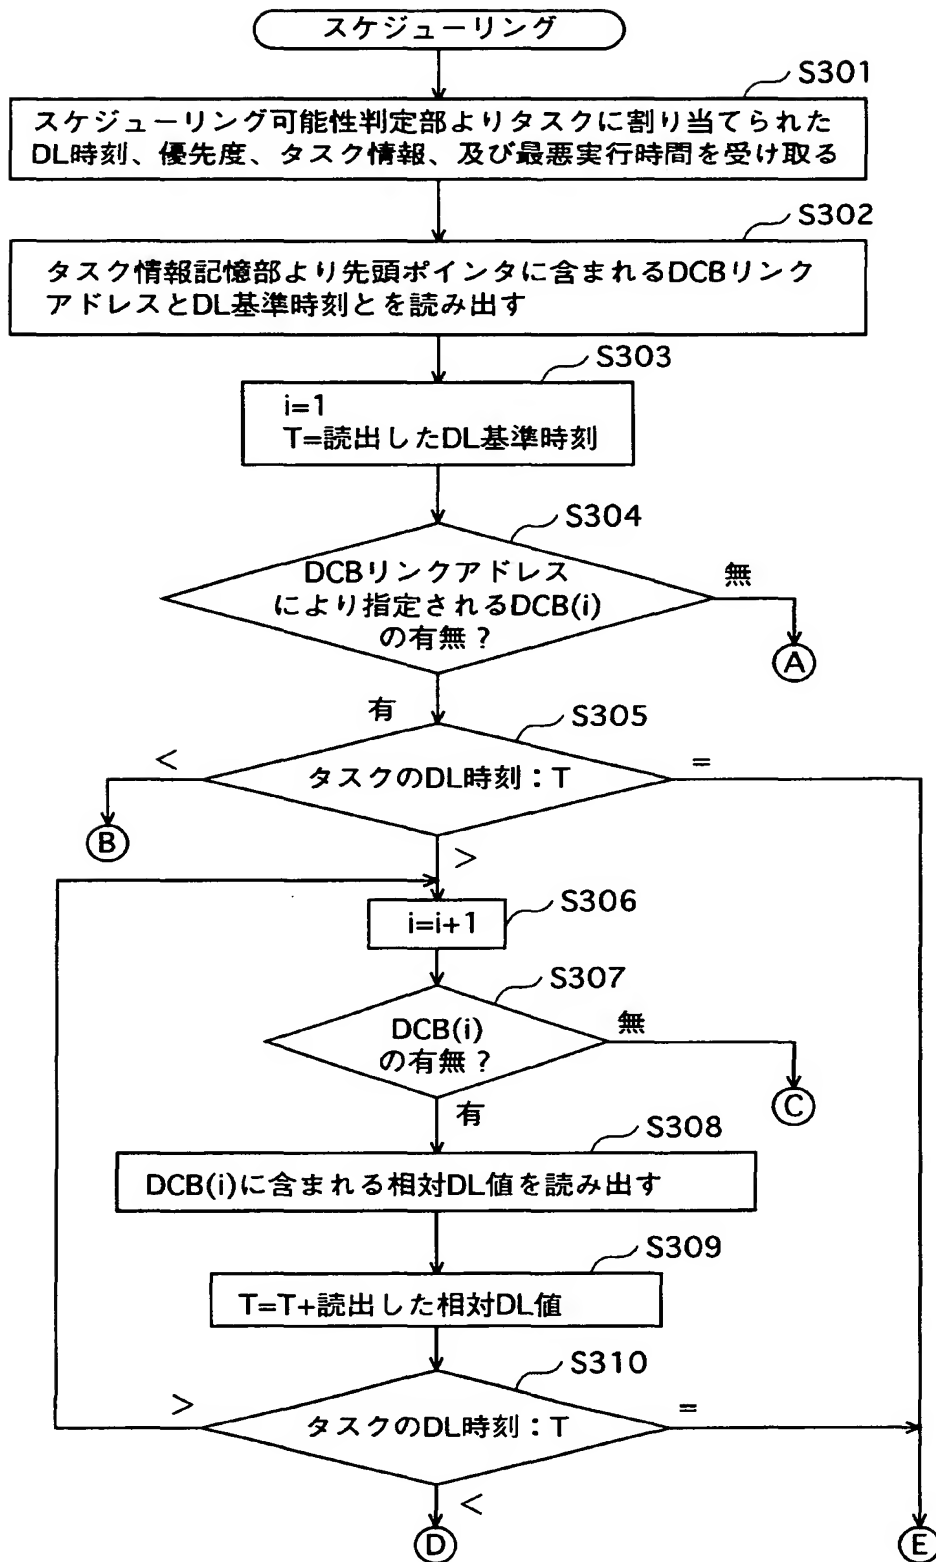 スケジューリング
S301
スケジューリング可能性判定部よりタスクに割り当てられた
DL時刻、優先度、タスク情報、及び最悪実行時間を受け取る
S302
タスク情報記憶部より先頭ポインタに含まれるDCBリンク
アドレスとDL基準時刻とを読み出す
S303
i=1
T=読出したDL基準時刻
S304
DCBリンクアドレス
により指定されるDCB(i)
の有無？
無
A
有
S305
<
タスクのDL時刻：T
=
B
>
S306
i=i+1
S307
DCB(i)
の有無？
無
C
有
S308
DCB(i)に含まれる相対DL値を読み出す
S309
T=T+読出した相対DL値
S310
>
タスクのDL時刻：T
=
<
D
E